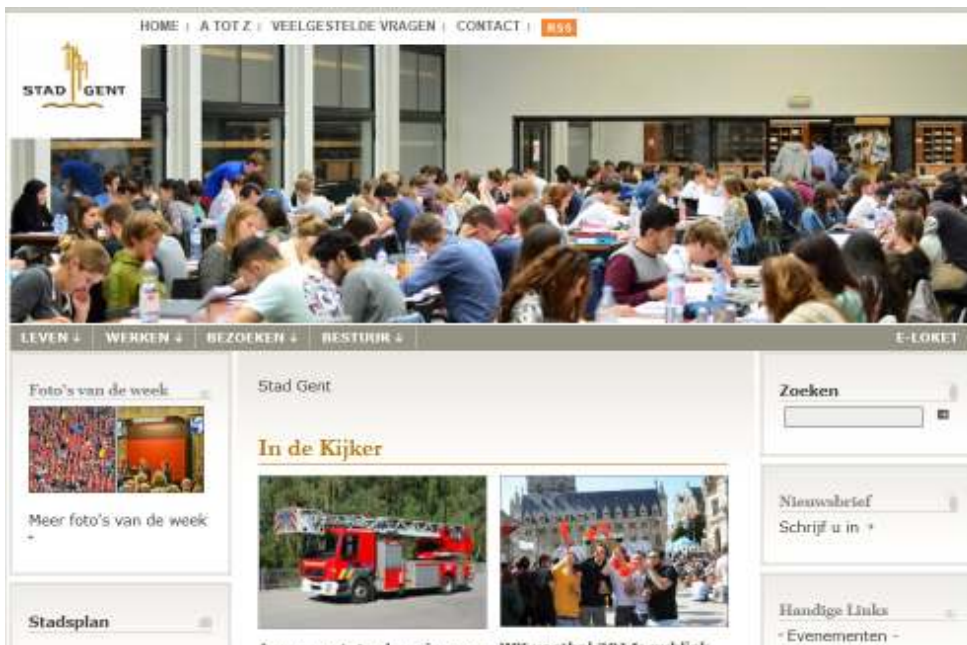 HOME | A TOT Z | VEELGESTELDE VRAGEN | CONTACT | RSS
STAD GENT
LEVEN ↓ WERKEN ↓ BEZOEKEN ↓ BESTUUR ↓ E-LOKET
Foto's van de week
Meer foto's van de week
Stadsplan
Stad Gent
In de Kijker
Zoeken
Nieuwsbrief
Schrijf u in
Handige Links
Evenementen -